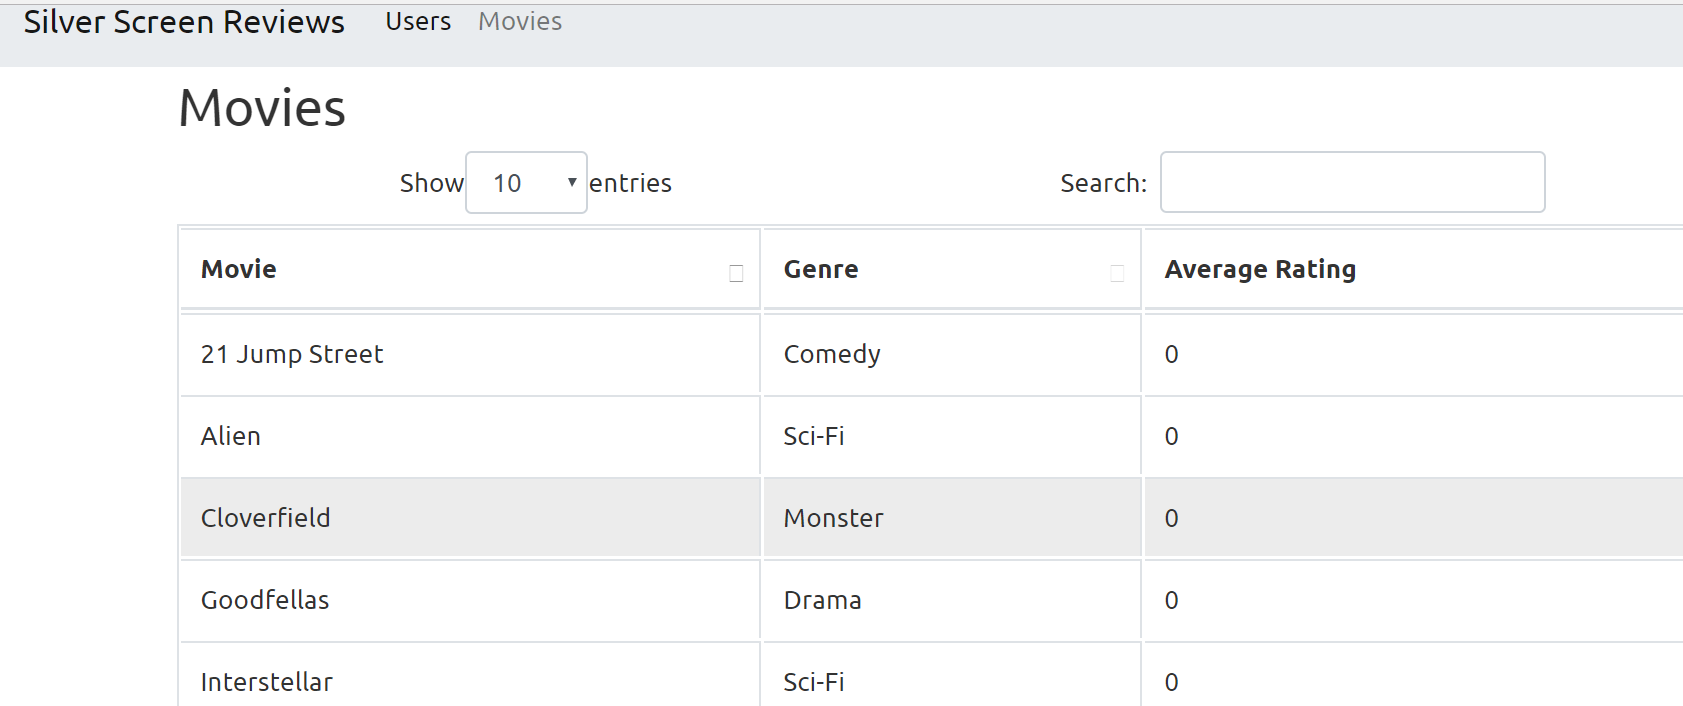 Silver Screen Reviews Users Movies
Movies
Show 10 entries Search:
Movie Genre Average Rating
21 Jump Street Comedy 0
Alien Sci-Fi 0
Cloverfield Monster 0
Goodfellas Drama 0
Interstellar Sci-Fi 0